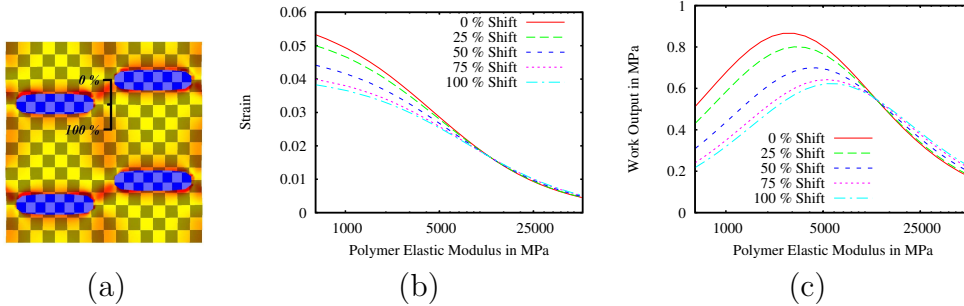 0 %
100 %
0.06
0.05
0.04
0.03
0.02
0.01
0
Strain
0 % Shift
25 % Shift
50 % Shift
75 % Shift
100 % Shift
1000
5000
25000
Polymer Elastic Modulus in MPa
1
0.8
0.6
0.4
0.2
0
Work Output in MPa
0 % Shift
25 % Shift
50 % Shift
75 % Shift
100 % Shift
1000
5000
25000
Polymer Elastic Modulus in MPa
(a)
(b)
(c)